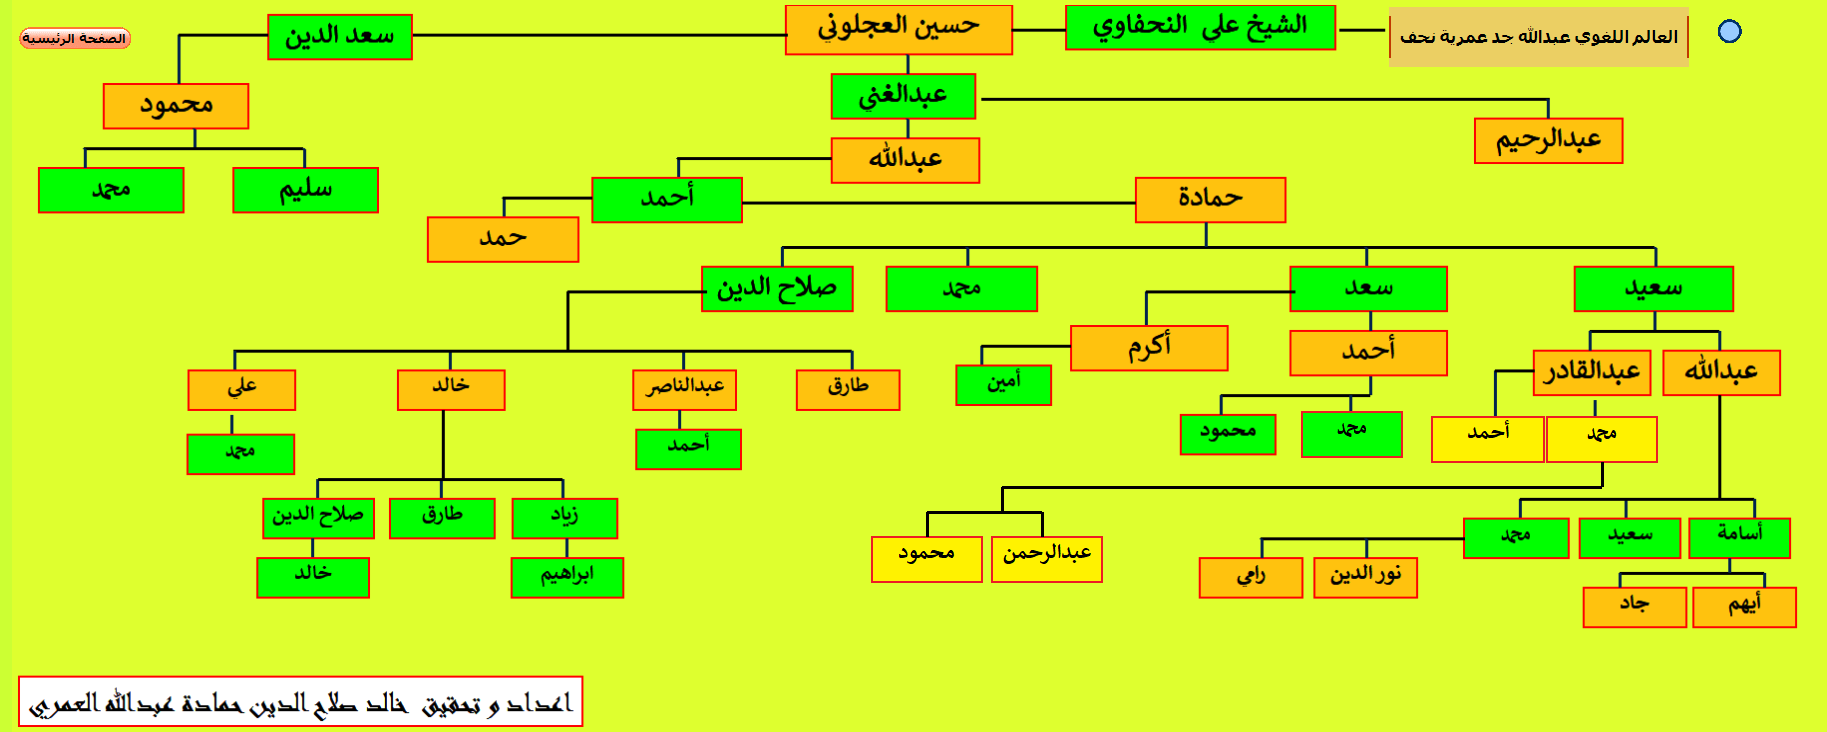 العالم اللغوي عبدالله جد عمرية نحف
الشيخ علي النحفاوي
حسين العجلوني
سعد الدين
الصفحة الرئيسية
عبدالغني
محمود
عبدالرحيم
عبدالله
سليم
محمد
حمادة
أحمد
حمد
سعيد
سعد
محمد
صلاح الدين
أكرم
أحمد
عبدالله
عبدالقادر
أمين
طارق
عبدالناصر
خالد
علي
محمد
أحمد
محمد
محمود
أحمد
محمد
زياد
طارق
صلاح الدين
أسامة
سعيد
محمد
عبدالرحمن
محمود
ابراهيم
خالد
نور الدين
رامي
أيهم
جاد
اعداد و تحقيق خالد صلاح الدين حمادة عبدالله العمري